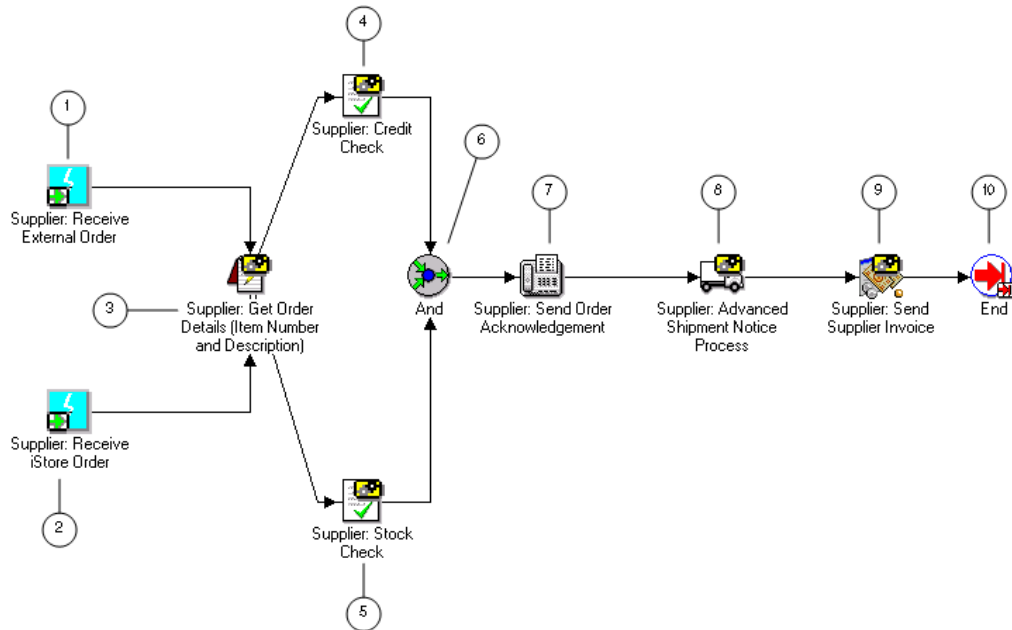 4
1
Supplier: Credit
Check
6
7
8
9
10
Supplier: Receive
External Order
3
Supplier: Get Order
Details (Item Number
and Description)
And
Supplier: Send Order
Acknowledgement
Supplier: Advanced
Shipment Notice
Process
Supplier: Send
Supplier Invoice
End
Supplier: Receive
iStore Order
2
Supplier: Stock
Check
5